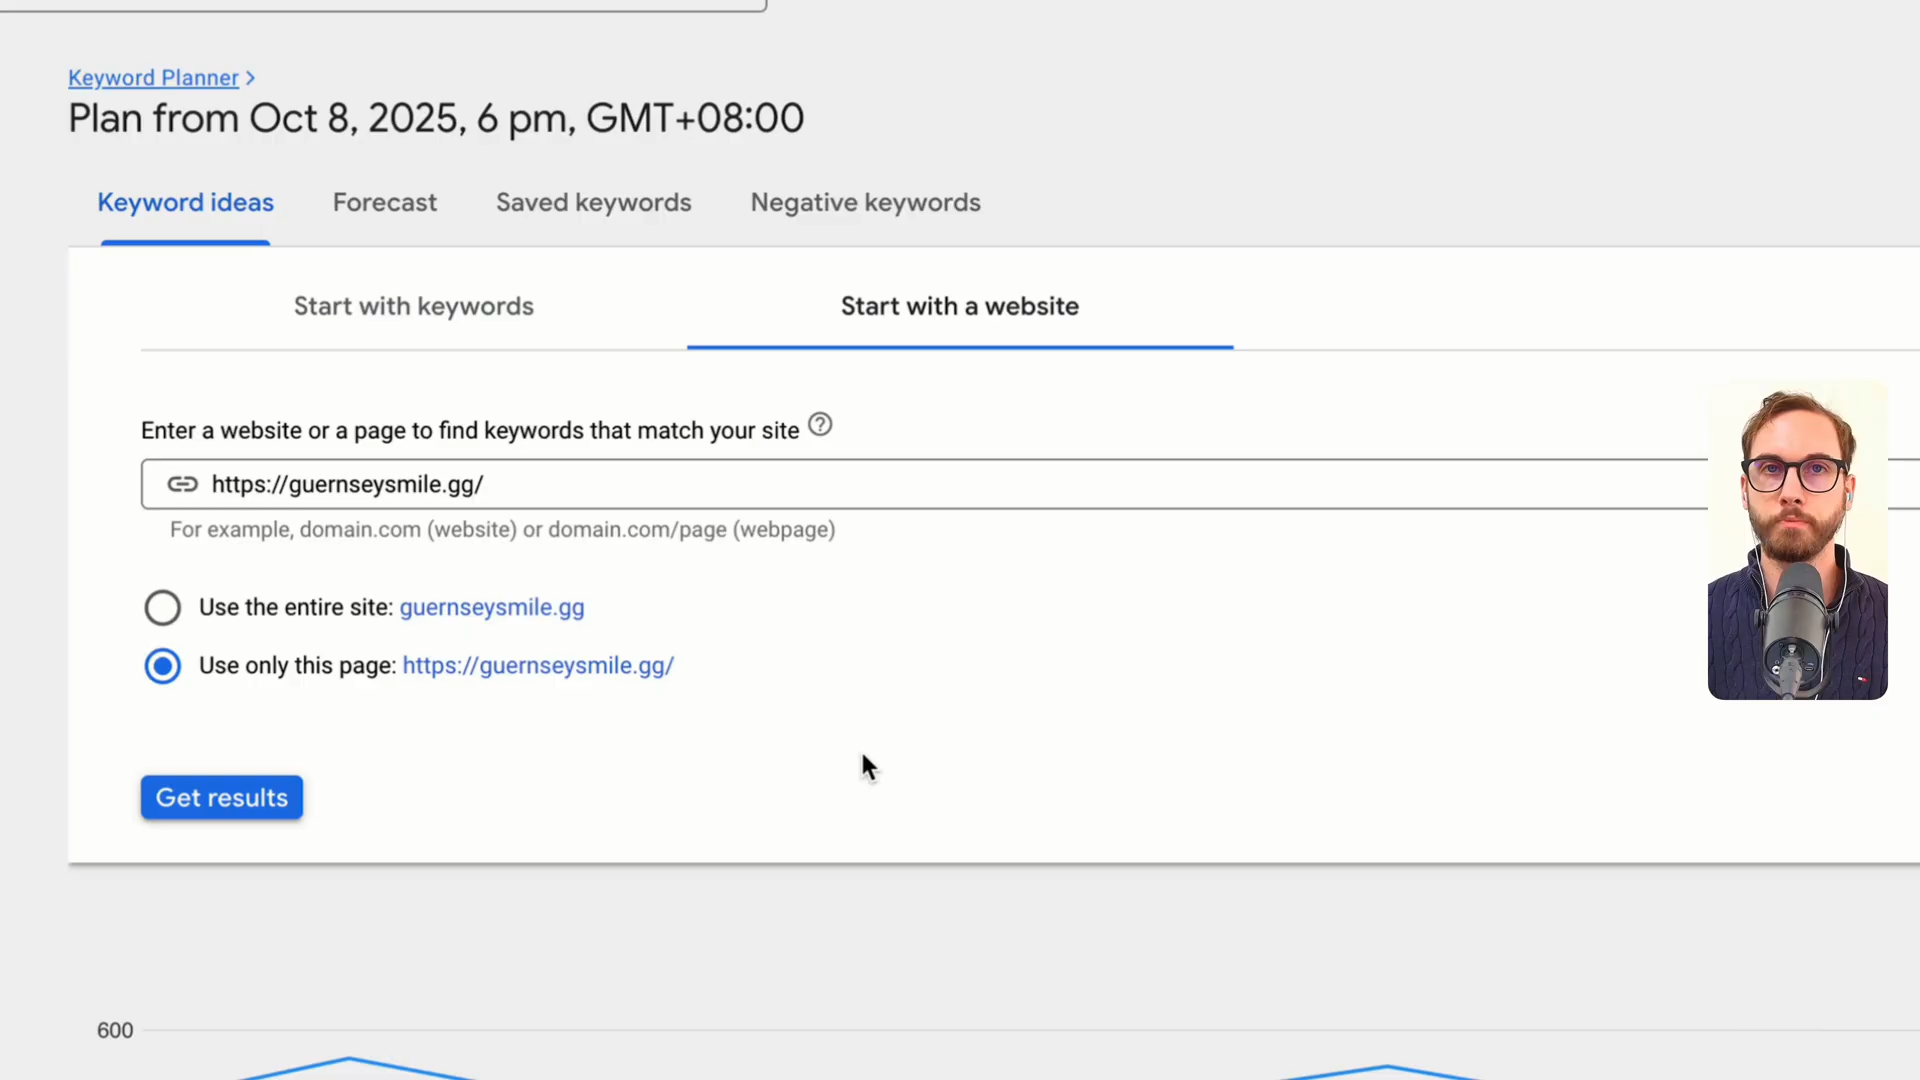 Keyword Planner >
Plan from Oct 8, 2025, 6 pm, GMT+08:00
Keyword ideas Forecast Saved keywords Negative keywords
Start with keywords Start with a website
Enter a website or a page to find keywords that match your site ?
https://guernseysmile.gg/
For example, domain.com (website) or domain.com/page (webpage)
Use the entire site: guernseysmile.gg
Use only this page: https://guernseysmile.gg/
Get results
600